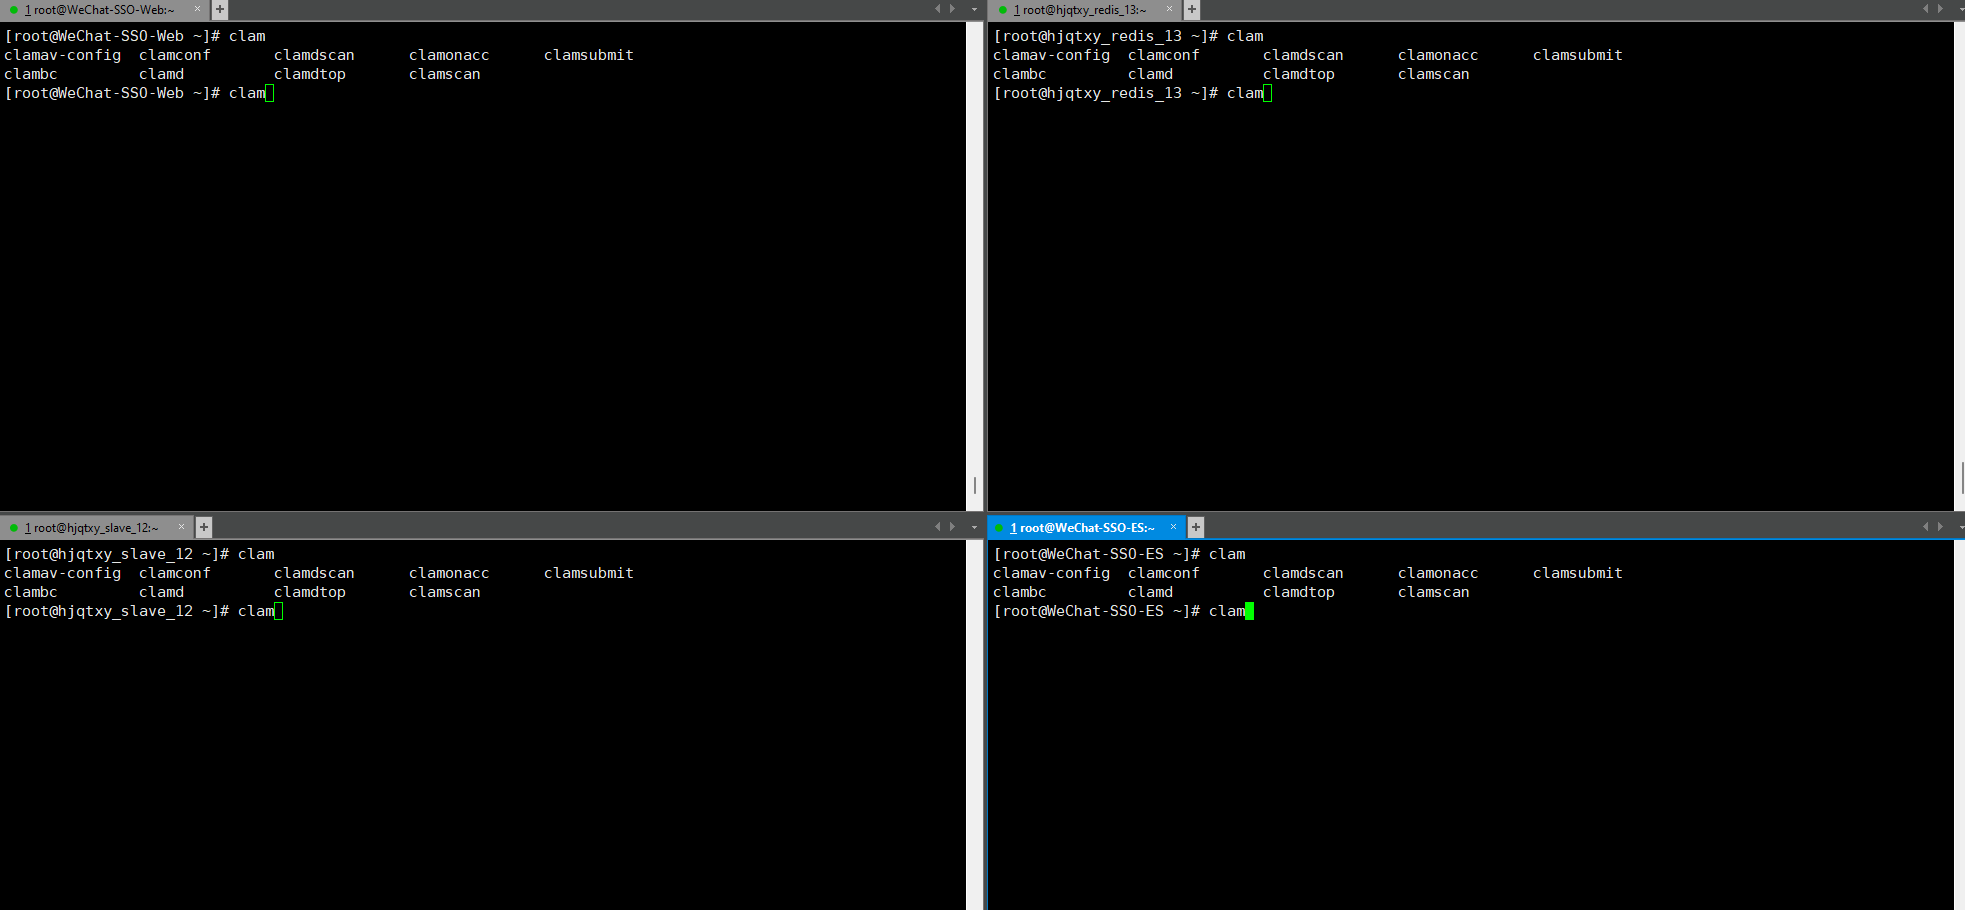 1 root@WeChat-SSO-Web:~ × +
[root@WeChat-SSO-Web ~]# clam
clamav-config clamconf clamdscan clamonacc clamsubmit
clambc clamd clamdtop clamscan
[root@WeChat-SSO-Web ~]# clam
1 root@hjqtxy_redis_13:~ × +
[root@hjqtxy_redis_13 ~]# clam
clamav-config clamconf clamdscan clamonacc clamsubmit
clambc clamd clamdtop clamscan
[root@hjqtxy_redis_13 ~]# clam
1 root@hjqtxy_slave_12:~ × +
[root@hjqtxy_slave_12 ~]# clam
clamav-config clamconf clamdscan clamonacc clamsubmit
clambc clamd clamdtop clamscan
[root@hjqtxy_slave_12 ~]# clam
1 root@WeChat-SSO-ES:~ × +
[root@WeChat-SSO-ES ~]# clam
clamav-config clamconf clamdscan clamonacc clamsubmit
clambc clamd clamdtop clamscan
[root@WeChat-SSO-ES ~]# clam